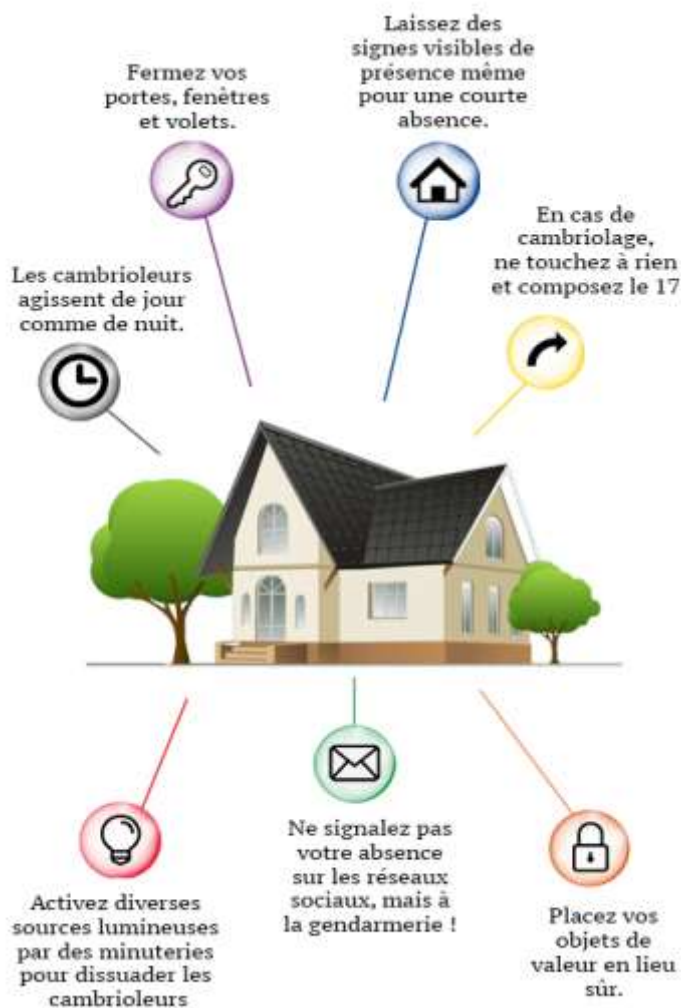 Laissez des
signes visibles de
présence même
pour une courte
absence.
Fermez vos
portes, fenêtres
et volets.
En cas de
cambriolage,
ne touchez à rien
et composez le 17
Les cambrioleurs
agissent de jour
comme de nuit.
Ne signalez pas
votre absence
sur les réseaux
sociaux, mais à
la gendarmerie !
Activez diverses
sources lumineuses
par des minuteries
pour dissuader les
cambrioleurs
Placez vos
objets de
valeur en lieu
sûr.